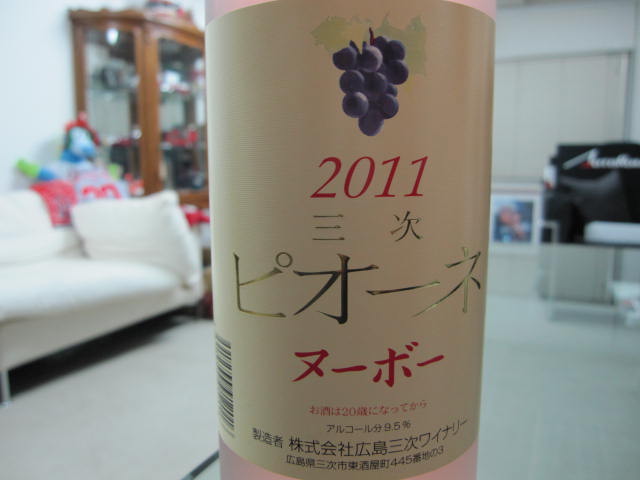 2011
三次
ピオーネ
ヌーボー
お酒は20歳になってから
アルコール分9.5%
製造者 株式会社広島三次ワイナリー
広島県三次市東酒屋町445番地の3